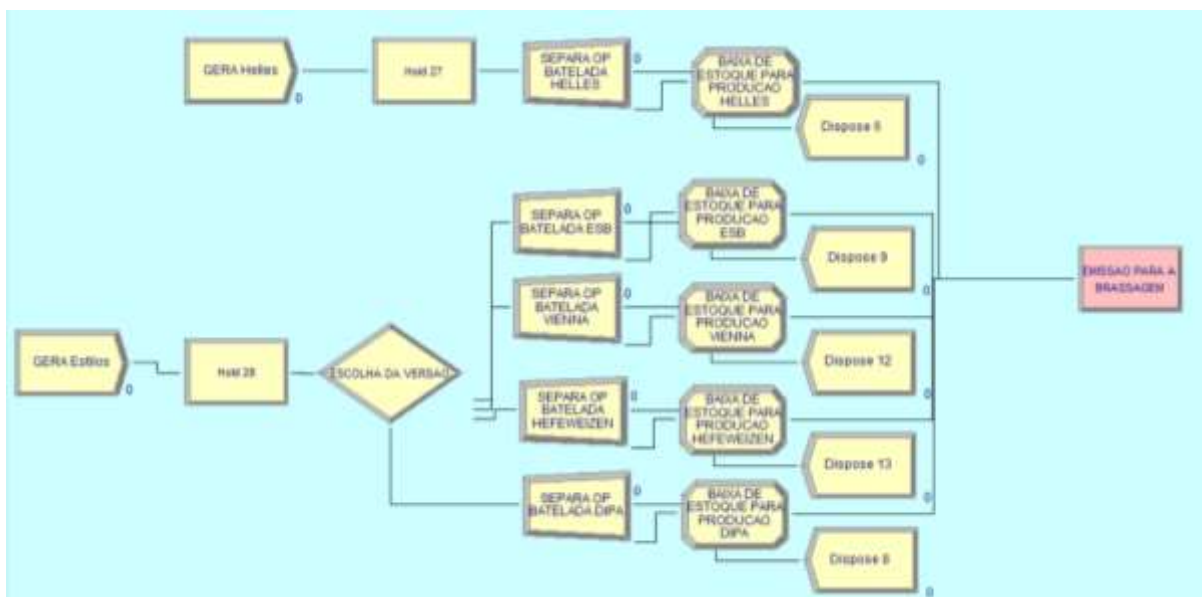 GERA Helles
0
Hold 27
SEPARA OP
BATELADA
HELLES
0
BAIXA DE
ESTOQUE PARA
PRODUCAO
HELLES
Dispose 6
0
SEPARA OP
BATELADA ESB
0
BAIXA DE
ESTOQUE PARA
PRODUCAO
ESB
Dispose 9
0
EMISSAO PARA A
BRASSAGEM
SEPARA OP
BATELADA
VIENNA
0
BAIXA DE
ESTOQUE PARA
PRODUCAO
VIENNA
Dispose 12
0
GERA Estilos
0
Hold 28
ESCOLHA DA VERSAO
SEPARA OP
BATELADA
HEFEWEIZEN
0
BAIXA DE
ESTOQUE PARA
PRODUCAO
HEFEWEIZEN
Dispose 13
0
SEPARA OP
BATELADA DIPA
0
BAIXA DE
ESTOQUE PARA
PRODUCAO
DIPA
Dispose 8
0